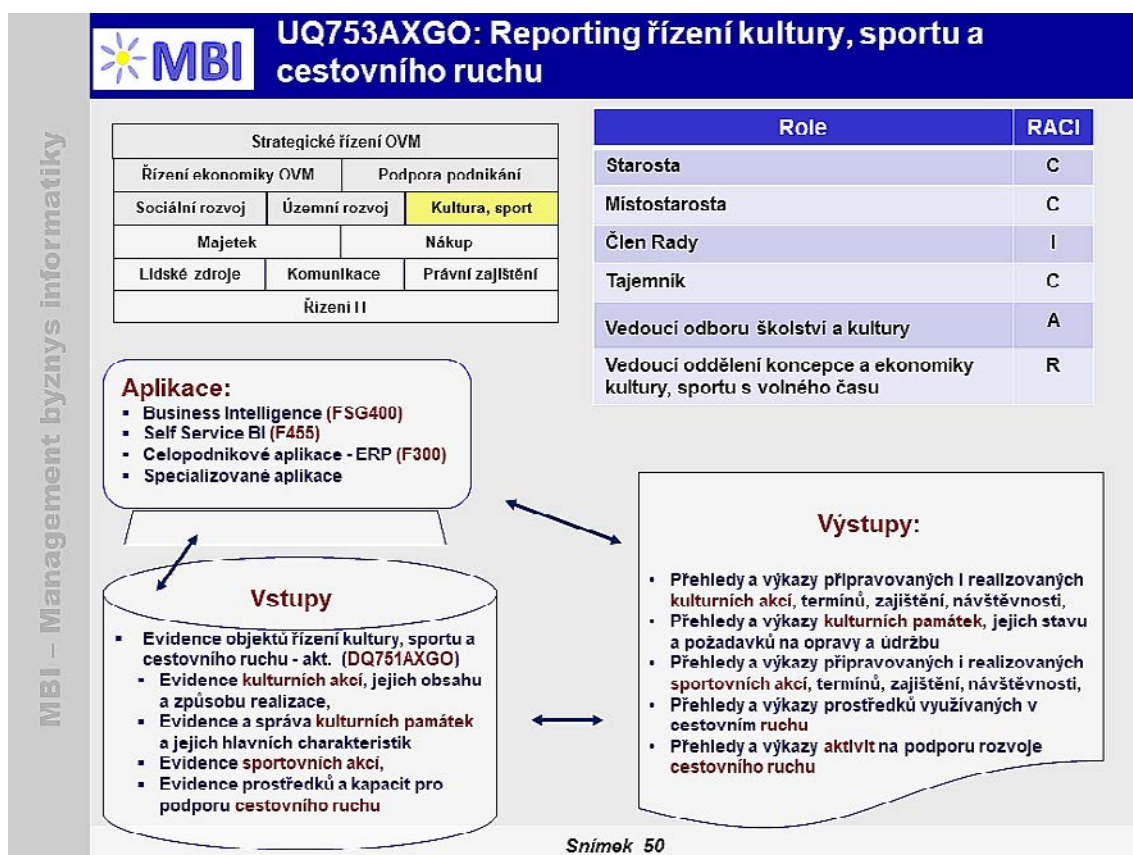 MBI – Management byznys informatiky
MBI
UQ753AXGO: Reporting řízení kultury, sportu a
cestovního ruchu
Strategické řízení OVM
Řízení ekonomiky OVM
Podpora podnikání
Sociální rozvoj
Územní rozvoj
Kultura, sport
Majetek
Nákup
Lidské zdroje
Komunikace
Právní zajištění
Řízení
Role
RACI
Starosta
C
Místostarosta
C
Člen Rady
I
Tajemník
C
Vedoucí odboru školství a kultury
A
Vedoucí oddělení koncepce a ekonomiky
kultury, sportu s volného času
R
Aplikace:
▪ Business Intelligence (FSG400)
▪ Self Service BI (F455)
▪ Celopodnikové aplikace - ERP (F300)
▪ Specializované aplikace
Vstupy
▪ Evidence objektů řízení kultury, sportu a
cestovního ruchu - akt. (DQ751AXGO)
▪ Evidence kulturních akcí, jejich obsahu
a způsobu realizace,
▪ Evidence a správa kulturních památek
a jejich hlavních charakteristik
▪ Evidence sportovních akcí,
▪ Evidence prostředků a kapacit pro
podporu cestovního ruchu
Výstupy:
• Přehledy a výkazy připravovaných i realizovaných
kulturních akcí, termínů, zajištění, návštěvnosti,
• Přehledy a výkazy kulturních památek, jejich stavu
a požadavků na opravy a údržbu
• Přehledy a výkazy připravovaných i realizovaných
sportovních akcí, termínů, zajištění, návštěvnosti,
• Přehledy a výkazy prostředků využívaných v
cestovním ruchu
• Přehledy a výkazy aktivit na podporu rozvoje
cestovního ruchu
Snímek 50